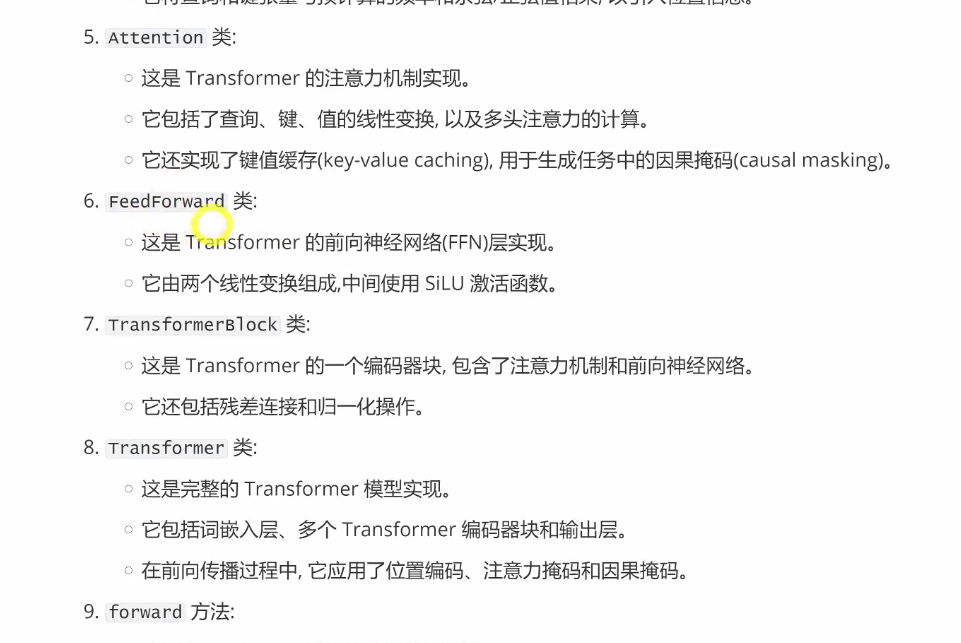 5. Attention 类:
这是 Transformer 的注意力机制实现。
它包括了查询、键、值的线性变换, 以及多头注意力的计算。
它还实现了键值缓存(key-value caching), 用于生成任务中的因果掩码(causal masking)。
6. FeedForward 类:
这是 Transformer 的前向神经网络(FFN)层实现。
它由两个线性变换组成,中间使用 SiLU 激活函数。
7. TransformerBlock 类:
这是 Transformer 的一个编码器块, 包含了注意力机制和前向神经网络。
它还包括残差连接和归一化操作。
8. Transformer 类:
这是完整的 Transformer 模型实现。
它包括词嵌入层、多个 Transformer 编码器块和输出层。
在前向传播过程中, 它应用了位置编码、注意力掩码和因果掩码。
9. forward 方法: